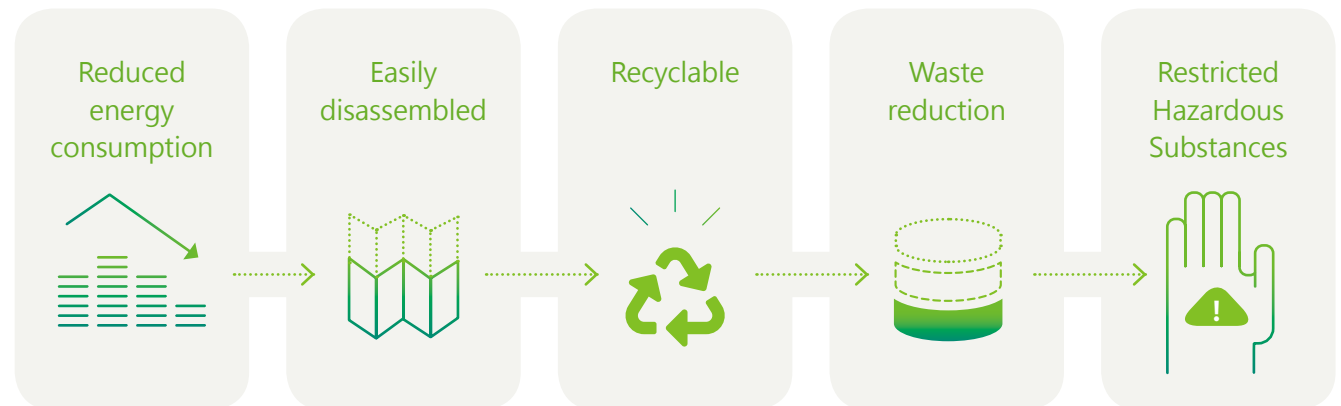 Reduced
energy
consumption
Easily
disassembled
Recyclable
Waste
reduction
Restricted
Hazardous
Substances
!